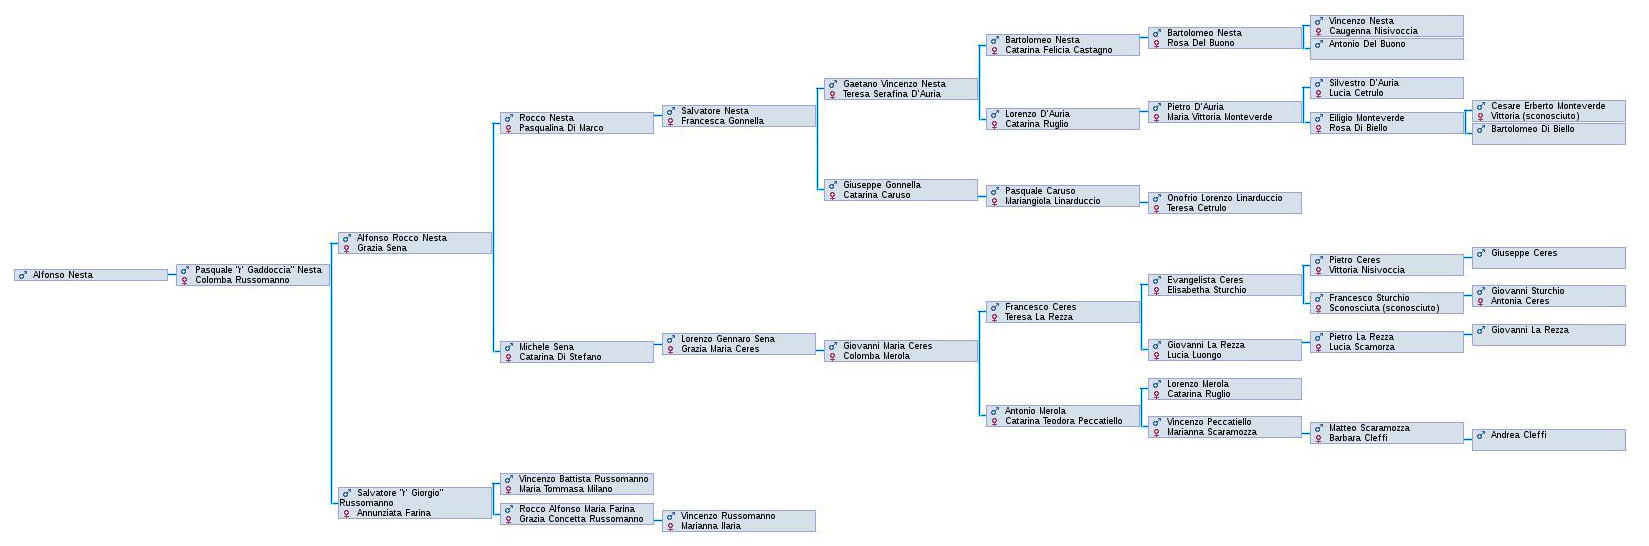 Alfonso Nesta
Pasquale "r' Gaddoccia" Nesta
Colomba Russomanno
Alfonso Rocco Nesta
Grazia Sena
Salvatore "r' Giorgio"
Russomanno
Annunziata Farina
Rocco Nesta
Pasqualina Di Marco
Michele Sena
Catarina Di Stefano
Vincenzo Battista Russomanno
Maria Tommasa Milano
Rocco Alfonso Maria Farina
Grazia Concetta Russomanno
Salvatore Nesta
Francesca Gonnella
Lorenzo Gennaro Sena
Grazia Maria Ceres
Vincenzo Russomanno
Marianna Ilaria
Gaetano Vincenzo Nesta
Teresa Serafina D'Auria
Giuseppe Gonnella
Catarina Caruso
Giovanni Maria Ceres
Colomba Merola
Bartolomeo Nesta
Catarina Felicia Castagno
Lorenzo D'Auria
Catarina Ruglio
Pasquale Caruso
Mariangiola Linarduccio
Francesco Ceres
Teresa La Rezza
Antonio Merola
Catarina Teodora Peccatiello
Bartolomeo Nesta
Rosa Del Buono
Pietro D'Auria
Maria Vittoria Monteverde
Onofrio Lorenzo Linarduccio
Teresa Cetrulo
Evangelista Ceres
Elisabetha Sturchio
Giovanni La Rezza
Lucia Luongo
Lorenzo Merola
Catarina Ruglio
Vincenzo Peccatiello
Marianna Scaramozza
Vincenzo Nesta
Caugenna Nisivoccia
Antonio Del Buono
Silvestro D'Auria
Lucia Cetrulo
Eiligio Monteverde
Rosa Di Biello
Pietro Ceres
Vittoria Nisivoccia
Francesco Sturchio
Sconosciuta (sconosciuto)
Pietro La Rezza
Lucia Scamorza
Matteo Scaramozza
Barbara Cleffi
Cesare Erberto Monteverde
Vittoria (sconosciuto)
Bartolomeo Di Biello
Giuseppe Ceres
Giovanni Sturchio
Antonia Ceres
Giovanni La Rezza
Andrea Cleffi